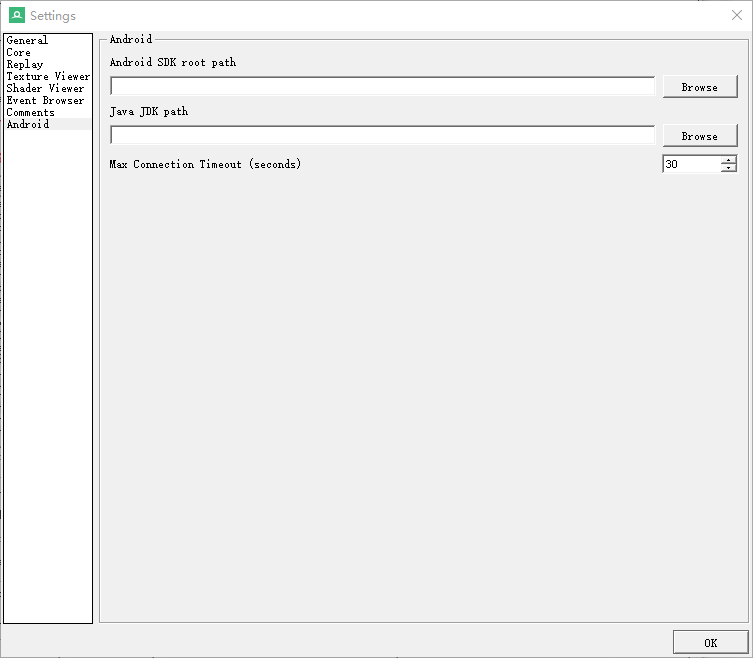 Settings
General
Core
Replay
Texture Viewer
Shader Viewer
Event Browser
Comments
Android
Android
Android SDK root path
Browse
Java JDK path
Browse
Max Connection Timeout (seconds)
30
OK